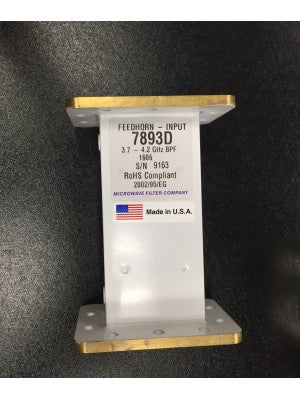 FEEDHORN - INPUT
7893D
3.7 - 4.2 GHz BPF
1606
S/N 9163
RoHS Compliant
2002/95/EG
MICROWAVE FILTER COMPANY
Made in U.S.A.